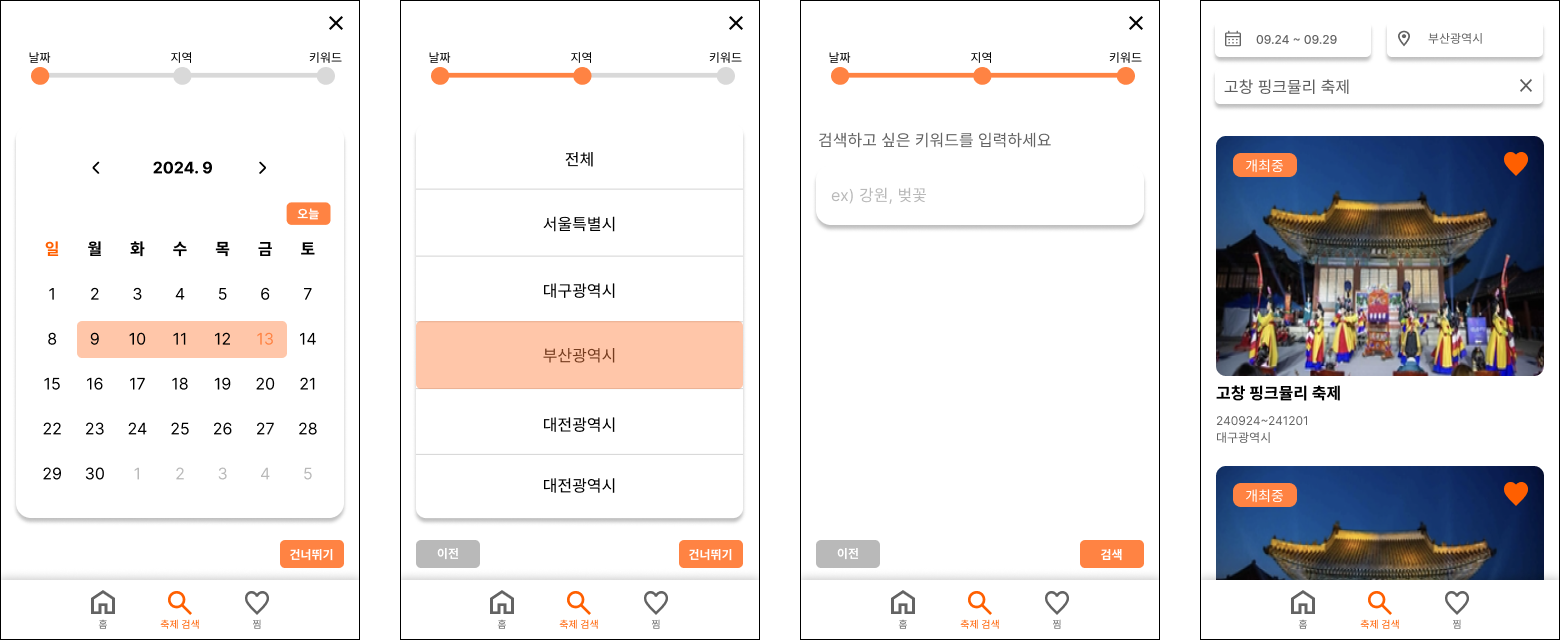 날짜 지역 키워드
2024. 9
오늘
일 월 화 수 목 금 토
1 2 3 4 5 6 7
8 9 10 11 12 13 14
15 16 17 18 19 20 21
22 23 24 25 26 27 28
29 30 1 2 3 4 5
건너뛰기
홈 축제 검색 찜
날짜 지역 키워드
전체
서울특별시
대구광역시
부산광역시
대전광역시
대전광역시
이전 건너뛰기
홈 축제 검색 찜
날짜 지역 키워드
검색하고 싶은 키워드를 입력하세요
ex) 강원, 벚꽃
이전 검색
홈 축제 검색 찜
09.24 ~ 09.29 부산광역시
고창 핑크뮬리 축제
개최중
고창 핑크뮬리 축제
240924~241201
대구광역시
개최중
홈 축제 검색 찜